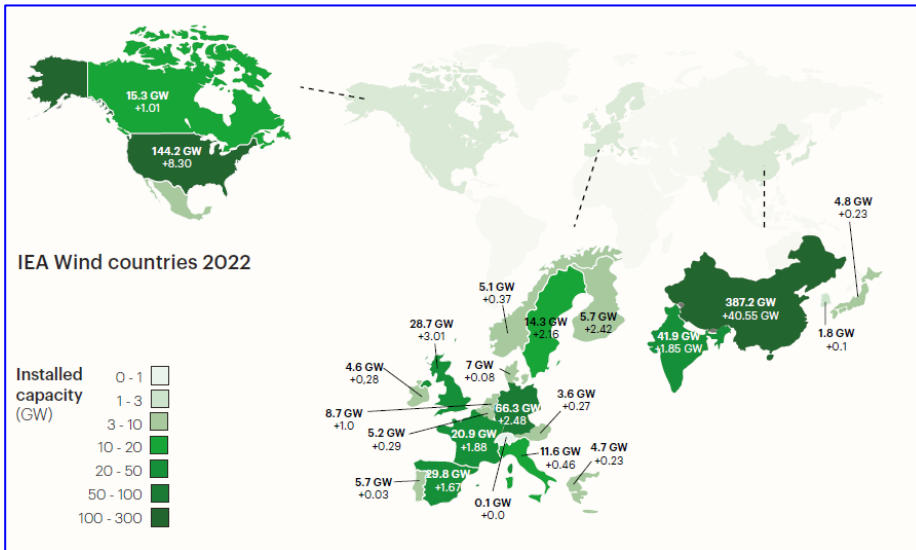 15.3 GW
+1.01
144.2 GW
+8.30
IEA Wind countries 2022
Installed
capacity
(GW)
0 - 1
1 - 3
3 - 10
10 - 20
20 - 50
50 - 100
100 - 300
5.1 GW
+0.37
14.3 GW
+2.16
5.7 GW
+2.42
28.7 GW
+3.01
4.6 GW
+0,28
7 GW
+0.08
8.7 GW
+1.0
66.3 GW
+2.48
3.6 GW
+0.27
5.2 GW
+0.29
20.9 GW
+1.88
11.6 GW
+0.46
4.7 GW
+0.23
5.7 GW
+0.03
29.8 GW
+1.67
0.1 GW
+0.0
4.8 GW
+0.23
387.2 GW
+40.55 GW
41.9 GW
+1.85 GW
1.8 GW
+0.1